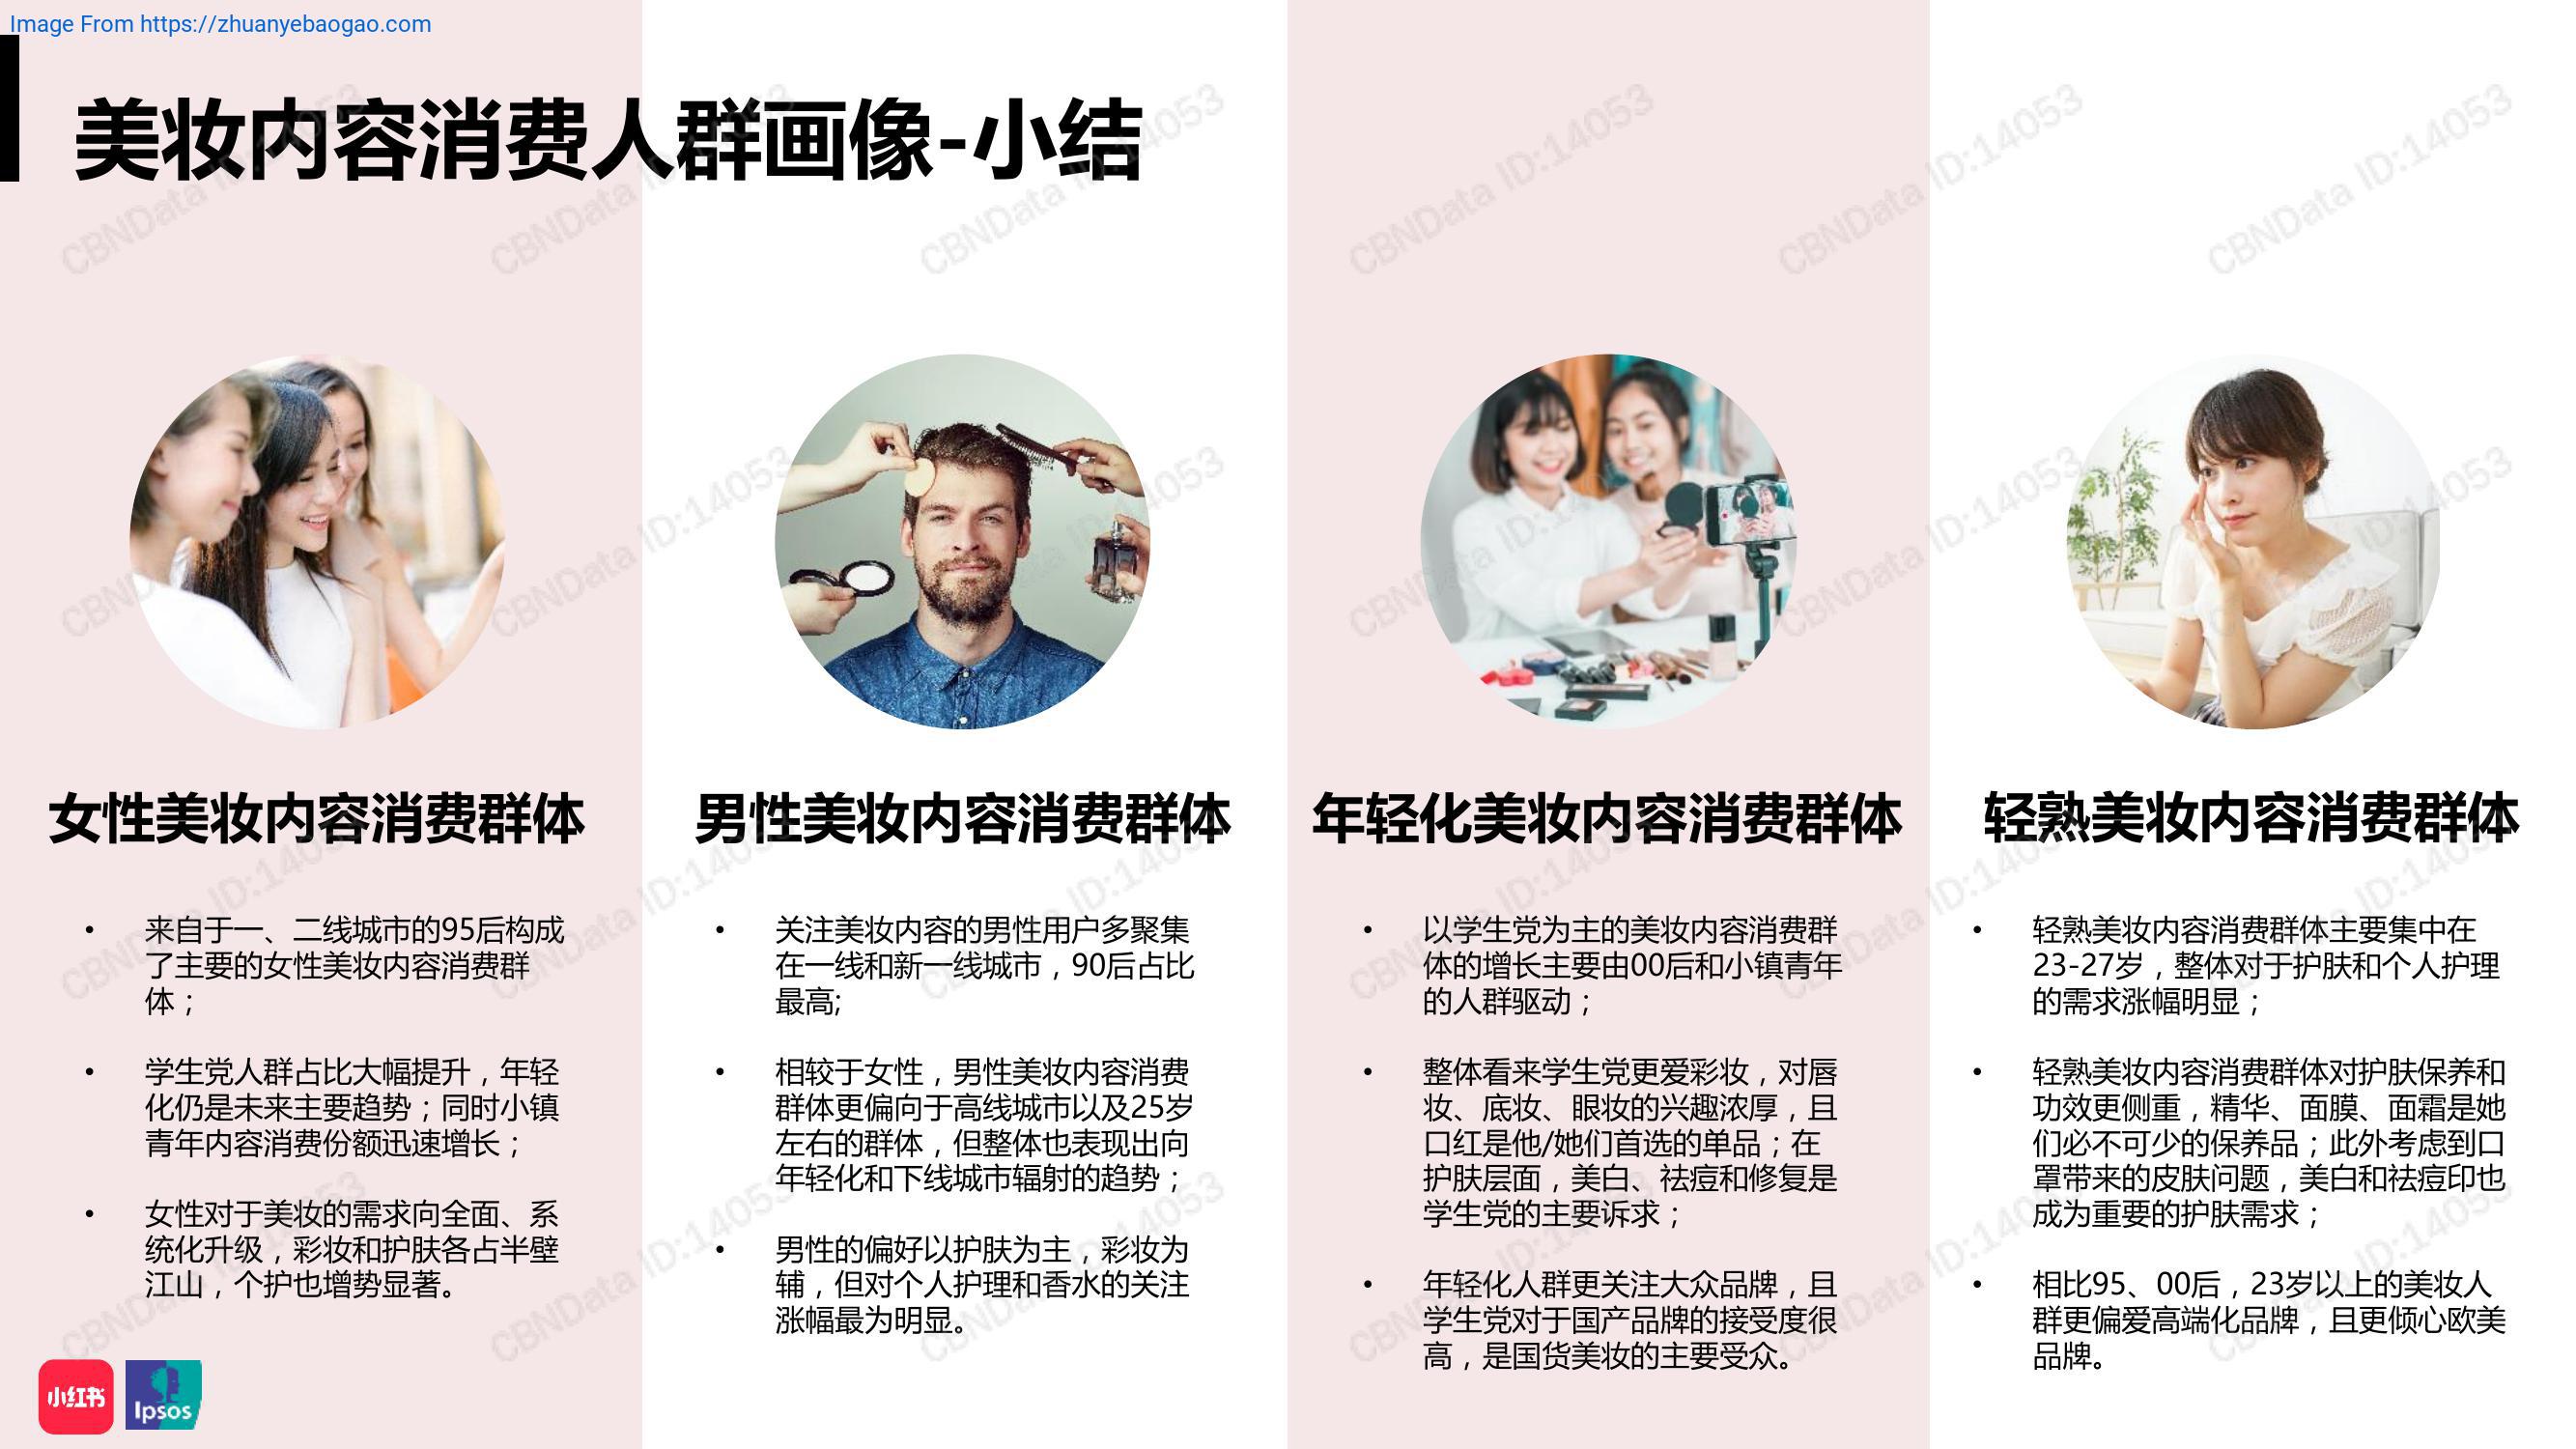 Image From https://zhuanyebaogao.com
美妆内容消费人群画像-小结
女性美妆内容消费群体
• 来自于一、二线城市的95后构成
了主要的女性美妆内容消费群
体；
• 学生党人群占比大幅提升，年轻
化仍是未来主要趋势；同时小镇
青年内容消费份额迅速增长；
• 女性对于美妆的需求向全面、系
统化升级，彩妆和护肤各占半壁
江山，个护也增势显著。
男性美妆内容消费群体
• 关注美妆内容的男性用户多聚集
在一线和新一线城市，90后占比
最高;
• 相较于女性，男性美妆内容消费
群体更偏向于高线城市以及25岁
左右的群体，但整体也表现出向
年轻化和下线城市辐射的趋势；
• 男性的偏好以护肤为主，彩妆为
辅，但对个人护理和香水的关注
涨幅最为明显。
年轻化美妆内容消费群体
• 以学生党为主的美妆内容消费群
体的增长主要由00后和小镇青年
的人群驱动；
• 整体看来学生党更爱彩妆，对唇
妆、底妆、眼妆的兴趣浓厚，且
口红是他/她们首选的单品；在
护肤层面，美白、祛痘和修复是
学生党的主要诉求；
• 年轻化人群更关注大众品牌，且
学生党对于国产品牌的接受度很
高，是国货美妆的主要受众。
轻熟美妆内容消费群体
• 轻熟美妆内容消费群体主要集中在
23-27岁，整体对于护肤和个人护理
的需求涨幅明显；
• 轻熟美妆内容消费群体对护肤保养和
功效更侧重，精华、面膜、面霜是她
们必不可少的保养品；此外考虑到口
罩带来的皮肤问题，美白和祛痘印也
成为重要的护肤需求；
• 相比95、00后，23岁以上的美妆人
群更偏爱高端化品牌，且更倾心欧美
品牌。
小红书
Ipsos
CBNData ID:14053